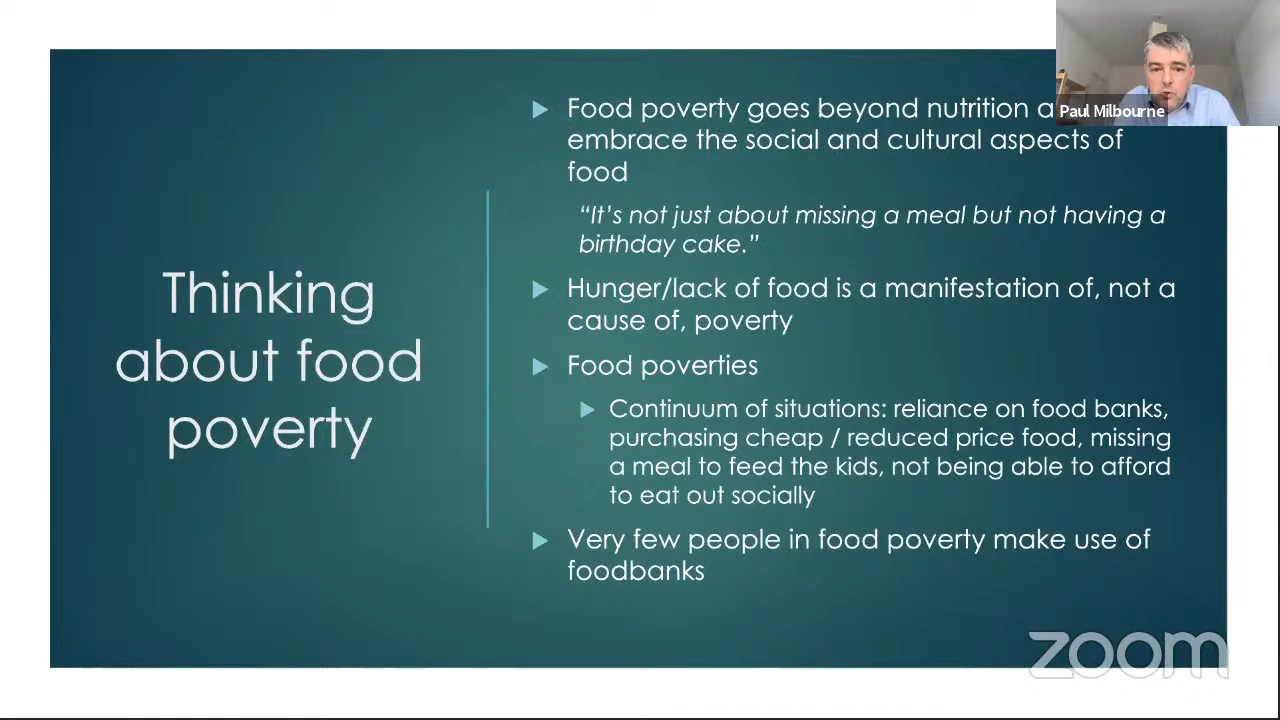 Thinking
about food
poverty
Food poverty goes beyond nutrition a
embrace the social and cultural aspects of
food
“It’s not just about missing a meal but not having a
birthday cake.”
Hunger/lack of food is a manifestation of, not a
cause of, poverty
Food poverties
Continuum of situations: reliance on food banks,
purchasing cheap / reduced price food, missing
a meal to feed the kids, not being able to afford
to eat out socially
Very few people in food poverty make use of
foodbanks
Paul Milbourne
zoom